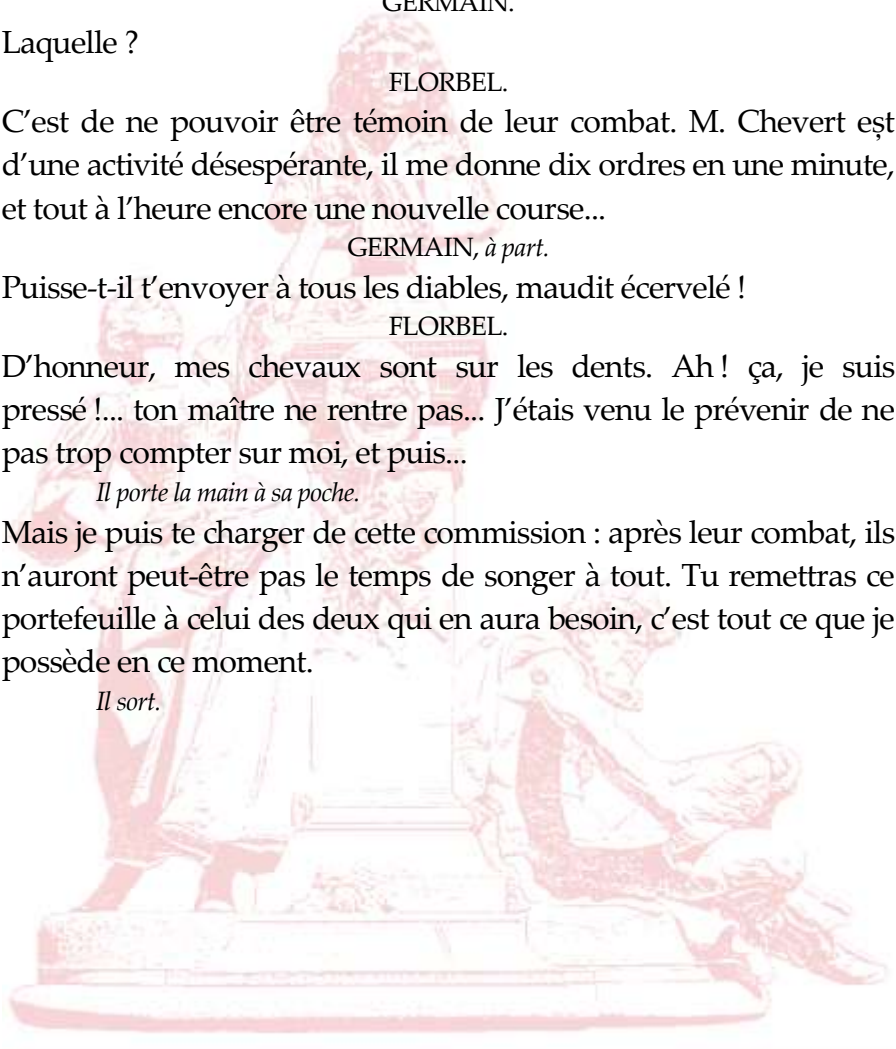 GERMAIN.
Laquelle ?
FLORBEL.
C’est de ne pouvoir être témoin de leur combat. M. Chevert est
d’une activité désespérante, il me donne dix ordres en une minute,
et tout à l’heure encore une nouvelle course...
GERMAIN, à part.
Puisse-t-il t’envoyer à tous les diables, maudit écervelé !
FLORBEL.
D’honneur, mes chevaux sont sur les dents. Ah ! ça, je suis
pressé !... ton maître ne rentre pas... J’étais venu le prévenir de ne
pas trop compter sur moi, et puis...
Il porte la main à sa poche.
Mais je puis te charger de cette commission : après leur combat, ils
n’auront peut-être pas le temps de songer à tout. Tu remettras ce
portefeuille à celui des deux qui en aura besoin, c’est tout ce que je
possède en ce moment.
Il sort.